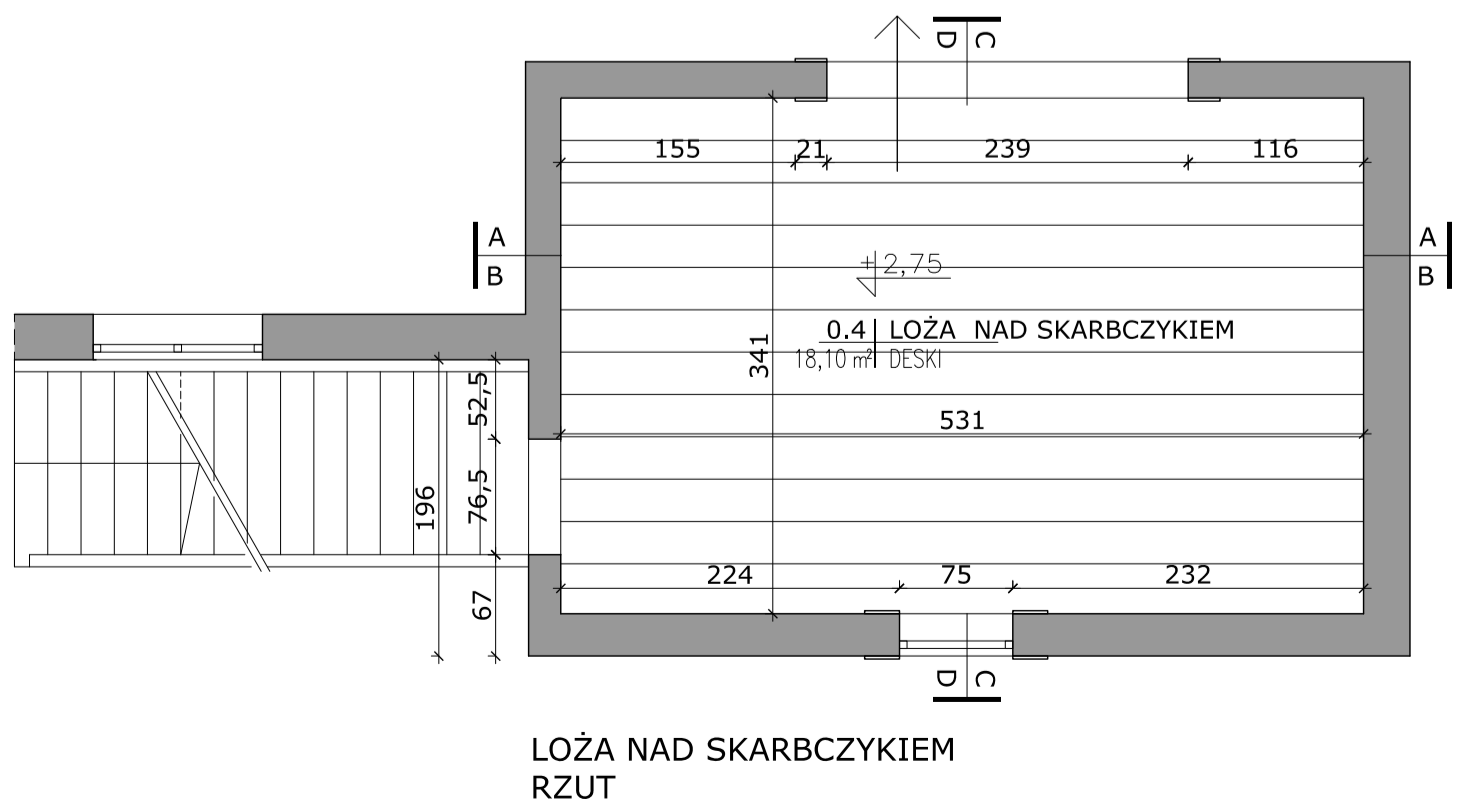 D C
155 21 239 116
A A
B B
+2,75
0.4 LOŻA NAD SKARBCZYKIEM
18,10 m² DESKI
341
531
52,5
76,5
196
67
224 75 232
D C
LOŻA NAD SKARBCZYKIEM
RZUT